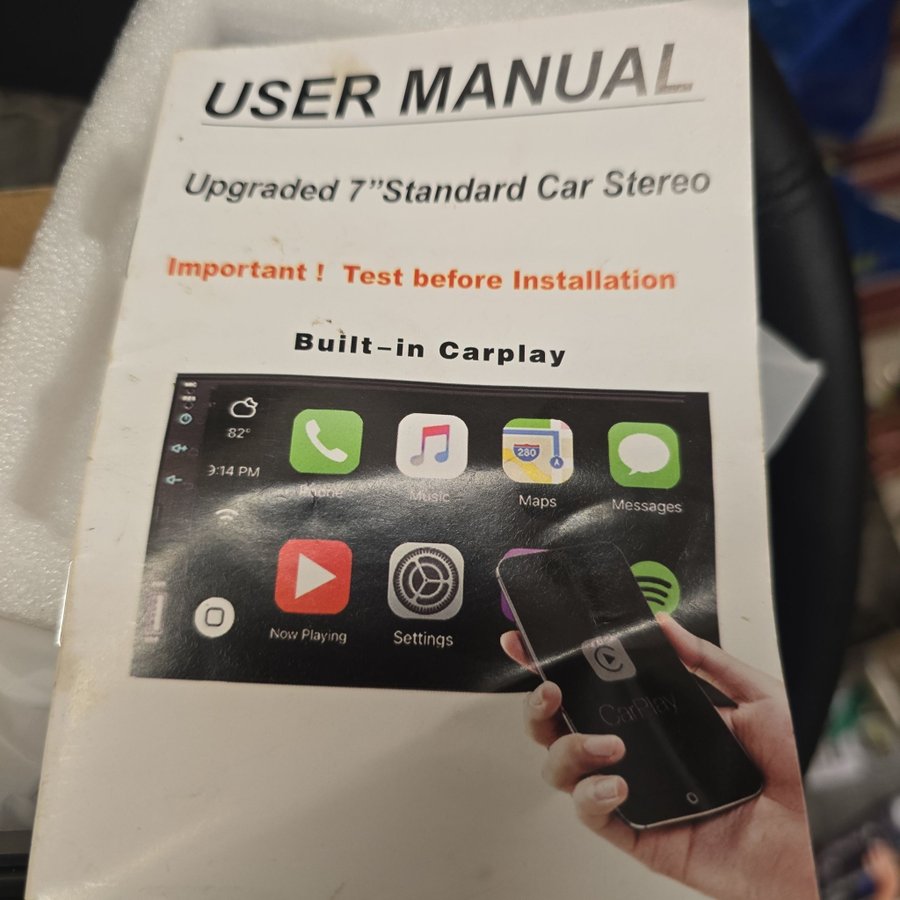 USER MANUAL
Upgraded 7”Standard Car Stereo
Important ! Test before Installation
Built-in Carplay
82°
9:14 PM
Phone
Music
280
Maps
Messages
Now Playing
Settings
CarPlay